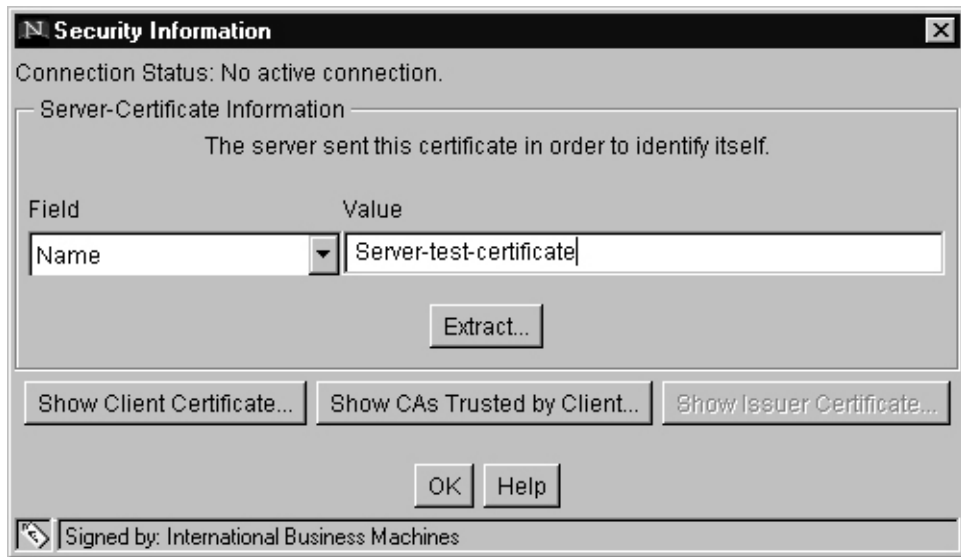 N Security Information
Connection Status: No active connection.
Server-Certificate Information
The server sent this certificate in order to identify itself.
Field Value
Name Server-test-certificate
Extract...
Show Client Certificate... Show CAs Trusted by Client... Show Issuer Certificate...
OK Help
Signed by: International Business Machines